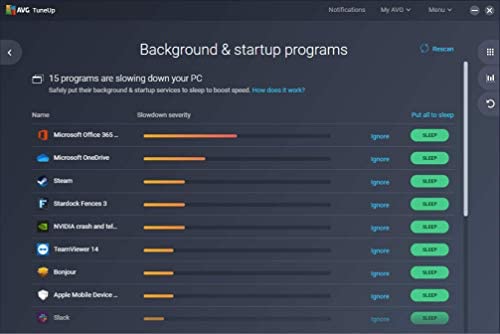 AVG TuneUp
Notifications My AVG Menu
Background & startup programs
Rescan
15 programs are slowing down your PC
Safely put their background & startup services to sleep to boost speed. How does it work?
Name Slowdown severity Put all to sleep
Microsoft Office 365 ... Ignore SLEEP
Microsoft OneDrive Ignore SLEEP
Steam Ignore SLEEP
Stardock Fences 3 Ignore SLEEP
NVIDIA crash and tel... Ignore SLEEP
TeamViewer 14 Ignore SLEEP
Bonjour Ignore SLEEP
Apple Mobile Device ... Ignore SLEEP
Slack Ignore SLEEP